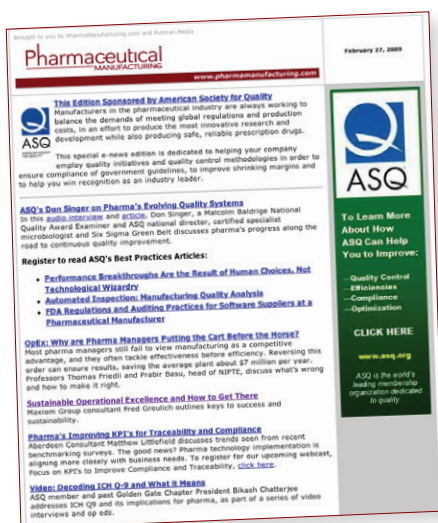 Brought to you by PharmaManufacturing.com and Putman Media
Pharmaceutical
MANUFACTURING
February 27, 2009
www.pharmamanufacturing.com
This Edition Sponsored by American Society for Quality
Manufacturers in the pharmaceutical industry are always working to
balance the demands of meeting global regulations and production
costs, in an effort to produce the most innovative research and
development while also producing safe, reliable prescription drugs.
ASQ
This special e-news edition is dedicated to helping your company
employ quality initiatives and quality control methodologies in order to
ensure compliance of government guidelines, to improve shrinking margins and
to help you win recognition as an industry leader.
ASQ's Don Singer on Pharma's Evolving Quality Systems
In this audio interview and article, Don Singer, a Malcolm Baldrige National
Quality Award Examiner and ASQ national director, certified specialist
microbiologist and Six Sigma Green Belt discusses pharma's progress along the
road to continuous quality improvement.
Register to read ASQ's Best Practices Articles:
• Performance Breakthroughs Are the Result of Human Choices, Not
Technological Wizardry
• Automated Inspection: Manufacturing Quality Analysis
• FDA Regulations and Auditing Practices for Software Suppliers at a
Pharmaceutical Manufacturer
OpEx: Why are Pharma Managers Putting the Cart Before the Horse?
Most pharma managers still fail to view manufacturing as a competitive
advantage, and they often tackle effectiveness before efficiency. Reversing this
order can ensure results, saving the average plant about $7 million per year.
Professors Thomas Friedli and Prabir Basu, head of NIPTE, discuss what's wrong
and how to make it right.
Sustainable Operational Excellence and How to Get There
Maxiom Group consultant Fred Greulich outlines keys to success and
sustainability.
Pharma's Improving KPI's for Traceability and Compliance
Aberdeen Consultant Matthew Littlefield discusses trends seen from recent
benchmarking surveys. The good news? Pharma technology implementation is
aligning more closely with business needs. To register for our upcoming webcast,
Focus on KPI's to Improve Compliance and Traceability, click here.
Video: Decoding ICH Q-9 and What it Means
ASQ member and past Golden Gate Chapter President Bikash Chatterjee
addresses ICH Q9 and its implications for pharma, as part of a series of video
interviews and op eds.
ASQ
To Learn More
About How
ASQ Can Help
You to Improve
—Quality Control
—Efficiencies
—Compliance
—Optimization
CLICK HERE
www.asq.org
ASQ is the world's
leading membership
organization dedicated
to quality